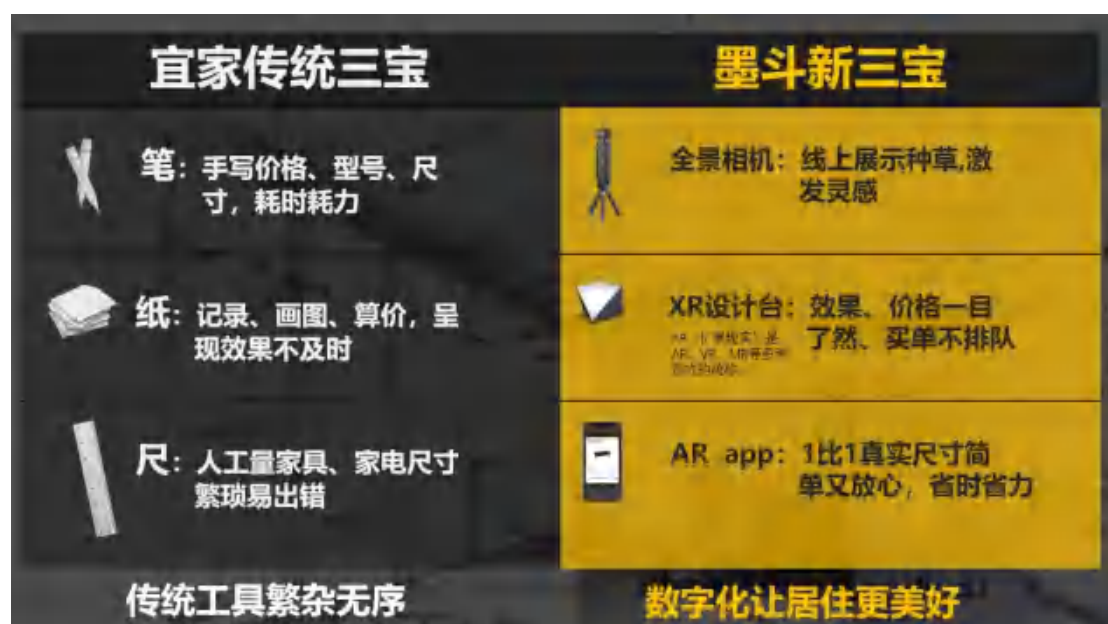 宜家传统三宝
墨斗新三宝
笔：手写价格、型号、尺
寸，耗时耗力
全景相机：线上展示种草,激
发灵感
纸：记录、画图、算价，呈
现效果不及时
XR设计台：效果、价格一目
了然、买单不排队
尺：人工量家具、家电尺寸
繁琐易出错
AR app：1比1真实尺寸简
单又放心，省时省力
传统工具繁杂无序
数字化让居住更美好